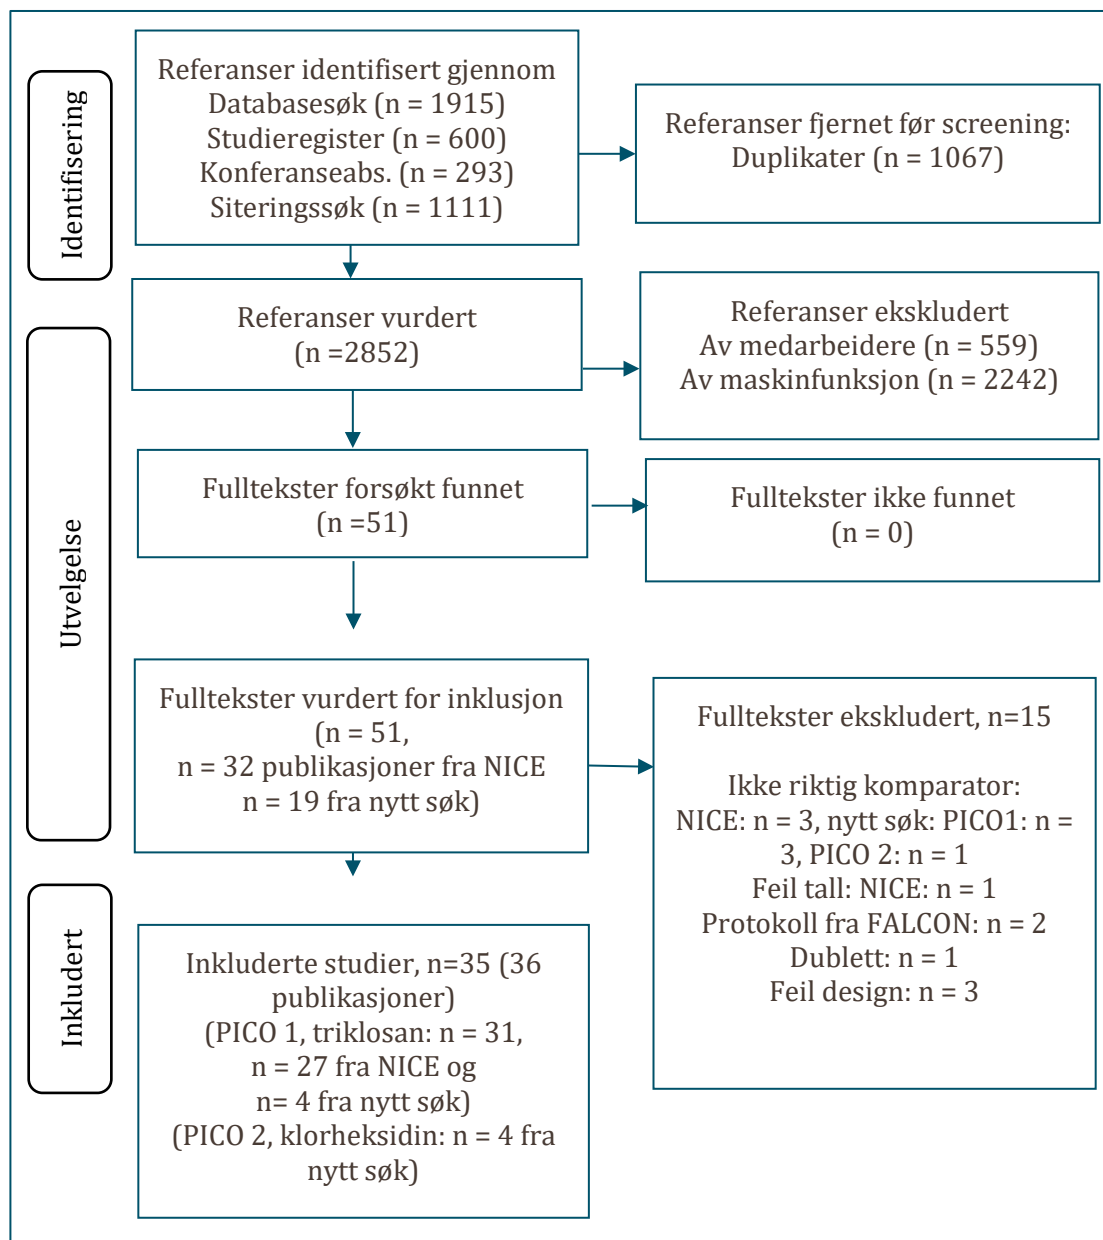 Identifisering
Referanser identifisert gjennom
Databasesøk (n = 1915)
Studieregister (n = 600)
Konferanseabs. (n = 293)
Siteringssøk (n = 1111)
Referanser fjernet før screening:
Duplikater (n = 1067)
Utvelgelse
Referanser vurdert
(n =2852)
Referanser ekskludert
Av medarbeidere (n = 559)
Av maskinfunksjon (n = 2242)
Fulltekster forsøkt funnet
(n =51)
Fulltekster ikke funnet
(n = 0)
Fulltekster vurdert for inklusjon
(n = 51,
n = 32 publikasjoner fra NICE
n = 19 fra nytt søk)
Fulltekster ekskludert, n=15
Ikke riktig komparator:
NICE: n = 3, nytt søk: PICO1: n =
3, PICO 2: n = 1
Feil tall: NICE: n = 1
Protokoll fra FALCON: n = 2
Dublett: n = 1
Feil design: n = 3
Inkludert
Inkluderte studier, n=35 (36
publikasjoner)
(PICO 1, triklosan: n = 31,
n = 27 fra NICE og
n= 4 fra nytt søk)
(PICO 2, klorheksidin: n = 4 fra
nytt søk)